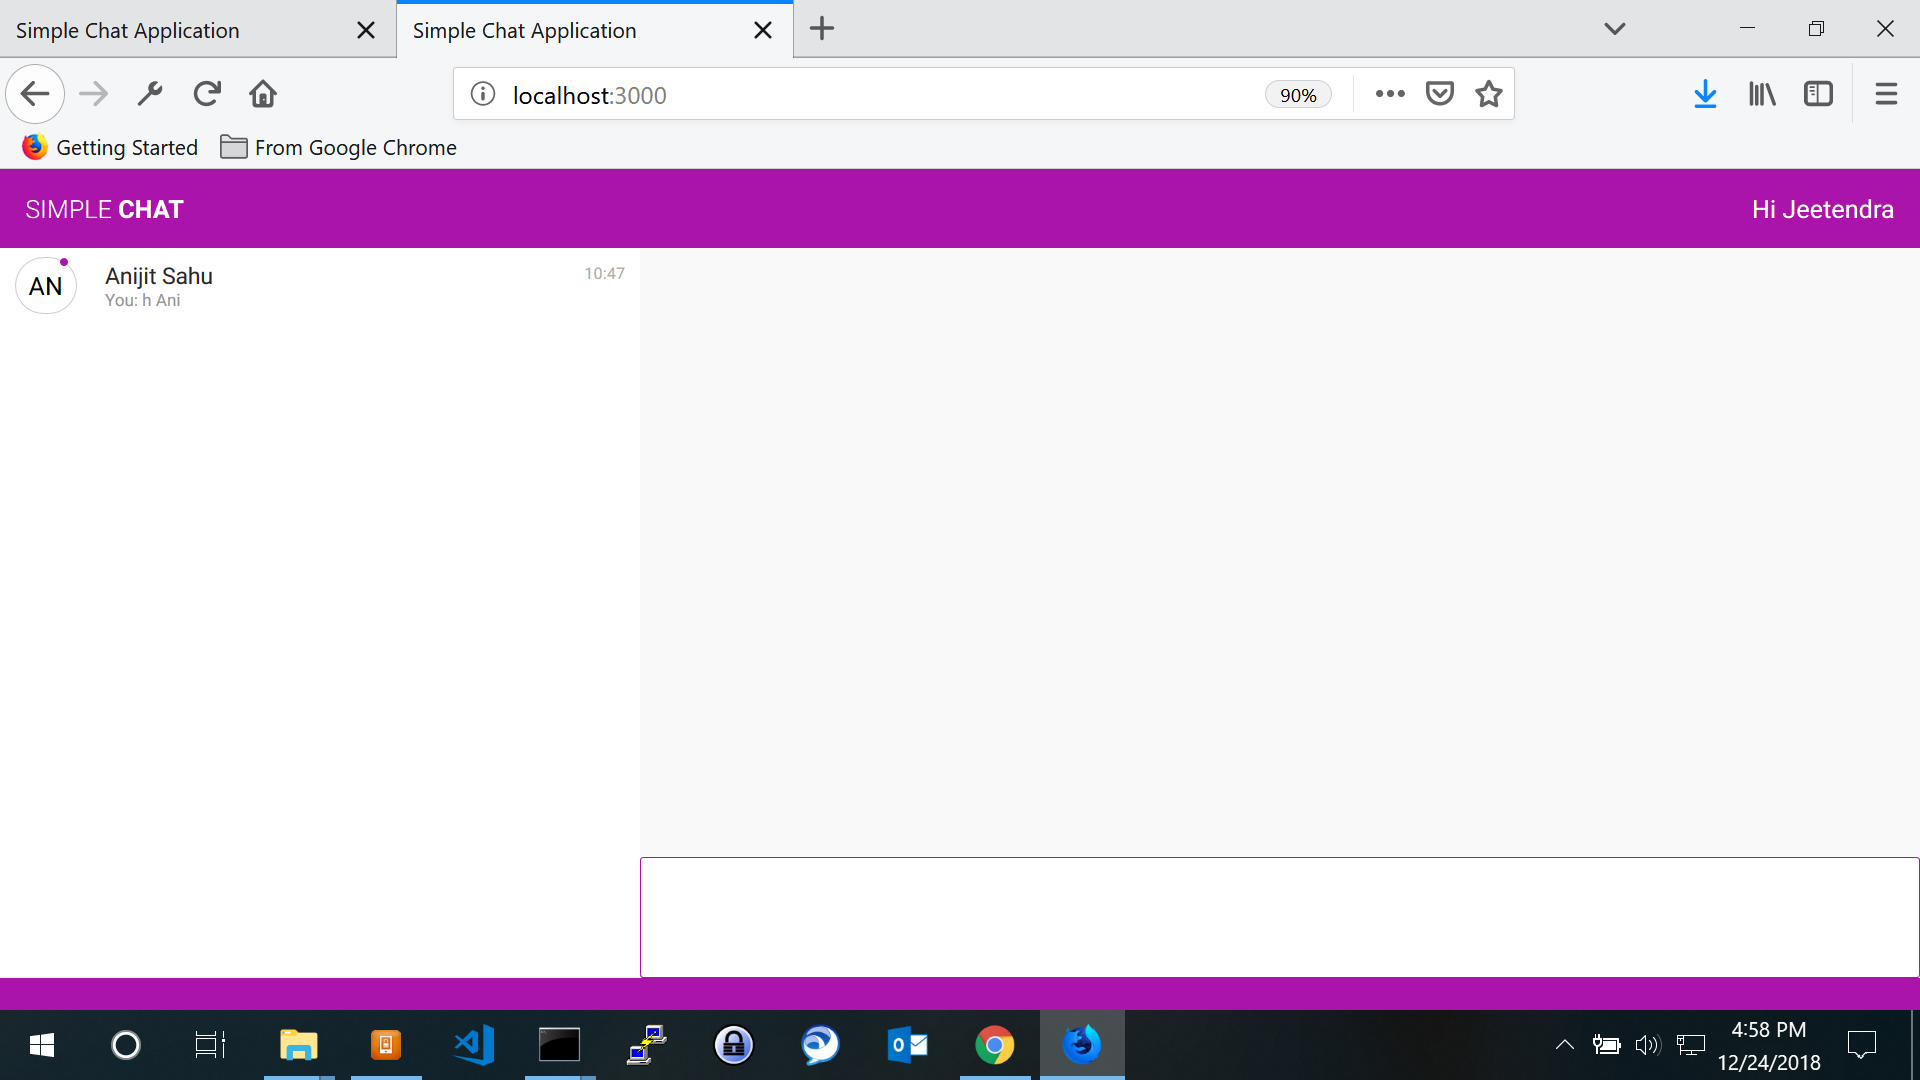 Simple Chat Application
Simple Chat Application
localhost:3000
90%
Getting Started
From Google Chrome
SIMPLE CHAT
Hi Jeetendra
AN
Anijit Sahu
10:47
You: h Ani
4:58 PM
12/24/2018